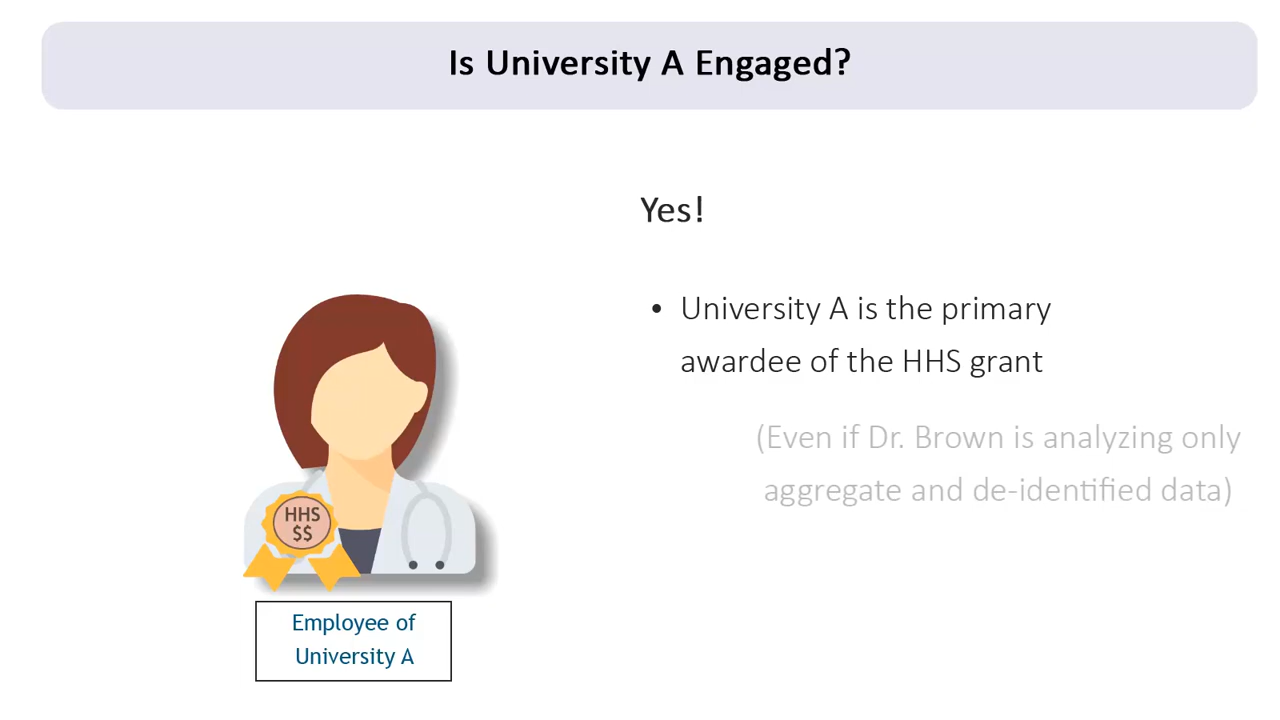 Is University A Engaged?
Yes!
• University A is the primary
awardee of the HHS grant
(Even if Dr. Brown is analyzing only
aggregate and de-identified data)
HHS
$$
Employee of
University A